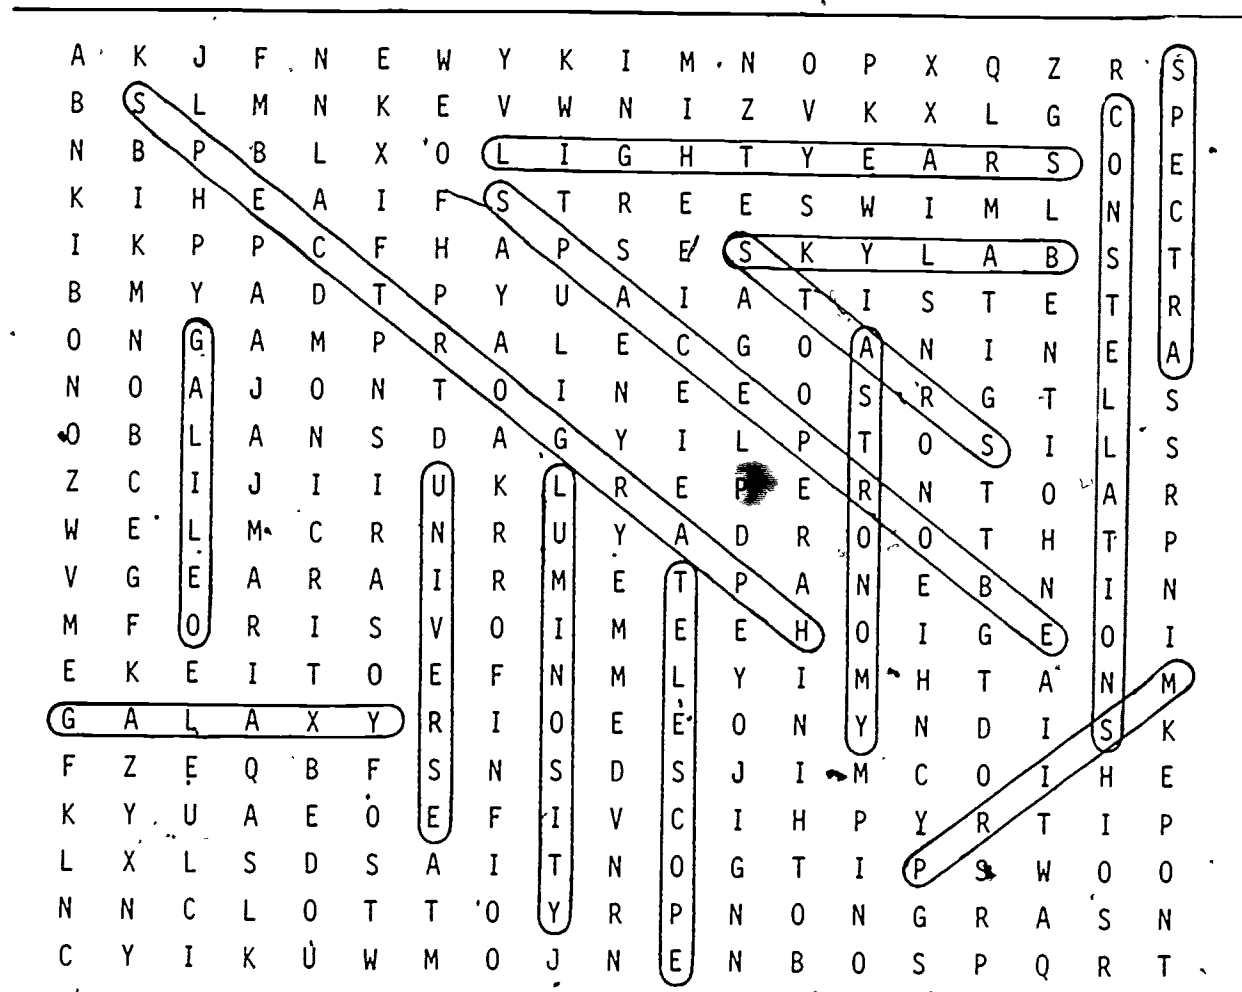 A K J F N E W Y K I M N O P X Q Z R S
B S L M N K E V W N I Z V K X L G C P
N B P B L X O L I G H T Y E A R S O E
K I H E A I F S T R E E S W I M L N C
I K P P C F H A P S E S K Y L A B S T
B M Y A D T P Y U A I A T I S T E T R
O N G A M P R A L E C G O A N I N E A
N O A J O N T O I N E E O S R G T L S
O B L A N S D A G Y I L P T O S I L S
Z C I J I I U K L R E P E R N T O A R
W E L M C R N R U Y A D R O O T H T P
V G E A R A I R M E T P A N E B N I N
M F O R I S V O I M E E H O I G E O I
E K E I T O E F N M L Y I M H T A N M
G A L A X Y R I O E E O N Y N D I S K
F Z E Q B F S N S D S J I M C O I H E
K Y U A E O E F I V C I H P Y R T I P
L X L S D S A I T N O G T I P S W O O
N N C L O T T O Y R P N O N G R A S N
C Y I K U W M O J N E N B O S P Q R T